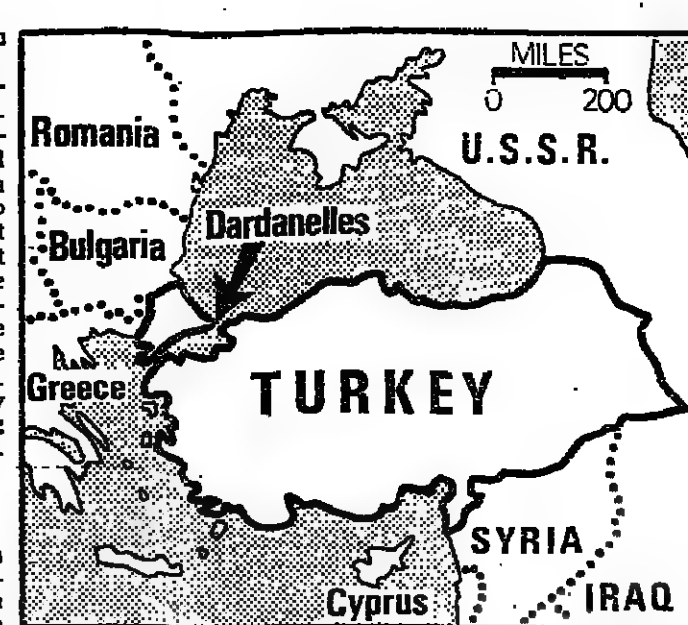 MILES
0 200
Romania
U.S.S.R.
Dardanelles
Bulgaria
Greece
TURKEY
SYRIA
IRAQ
Cyprus